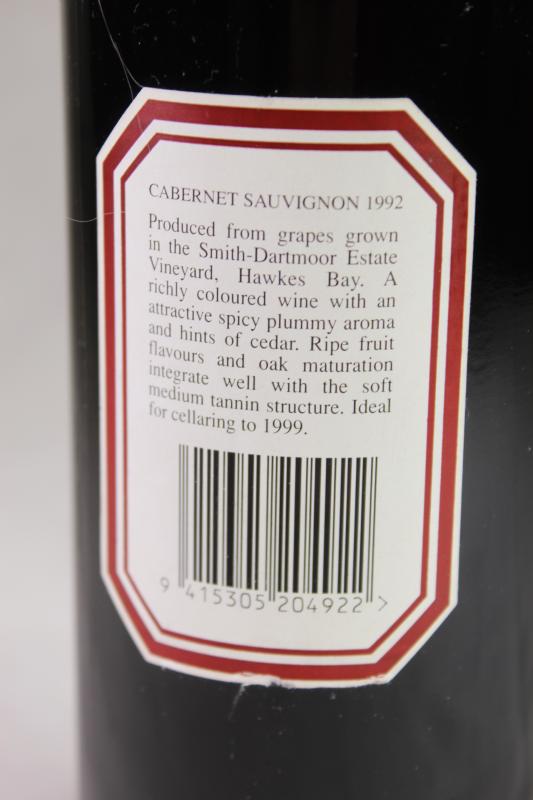 CABERNET SAUVIGNON 1992
Produced from grapes grown
in the Smith-Dartmoor Estate
Vineyard, Hawkes Bay. A
richly coloured wine with an
attractive spicy plummy aroma
and hints of cedar. Ripe fruit
flavours and oak maturation
integrate well with the soft
medium tannin structure. Ideal
for cellaring to 1999.
9 415305 204922 >